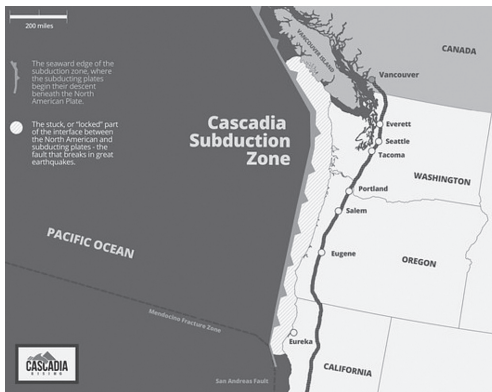 200 miles
The seaward edge of the
subduction zone, where
the subducting plates
begin their descent
beneath the North
American Plate.
The stuck, or "locked" part
of the interface between
the North American and
subducting plates - the
fault that breaks in great
earthquakes.
Cascadia
Subduction
Zone
VANCOUVER ISLAND
CANADA
Vancouver
Everett
Seattle
Tacoma
WASHINGTON
Portland
Salem
Eugene
OREGON
PACIFIC OCEAN
Mendocino Fracture Zone
Eureka
San Andreas Fault
CALIFORNIA
CASCADIA
RISING